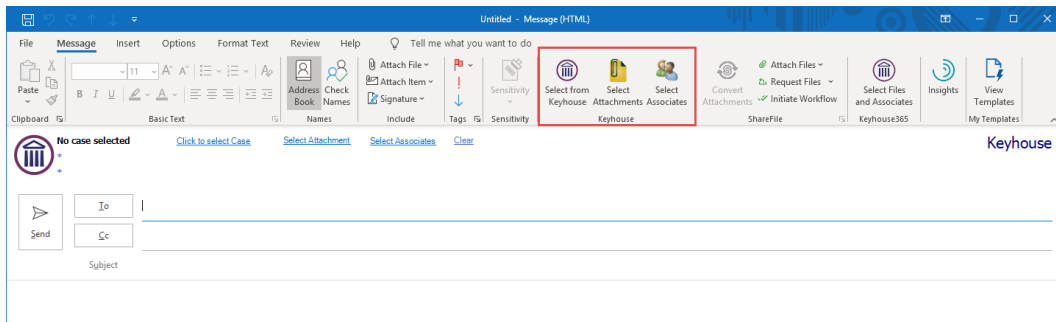 Untitled - Message (HTML)
File Message Insert Options Format Text Review Help Tell me what you want to do
Paste
11 A^ A˅ A
B I U A
Address Book
Check Names
Attach File
Attach Item
Signature
Sensitivity
Select from Keyhouse
Select Attachments
Select Associates
Convert Attachments
Attach Files
Request Files
Initiate Workflow
Select Files and Associates
Insights
View Templates
Clipboard Basic Text Names Include Tags Sensitivity Keyhouse ShareFile Keyhouse365 My Templates
No case selected Click to select Case Select Attachment Select Associates Clear Keyhouse
*
*
To
Send
Cc
Subject